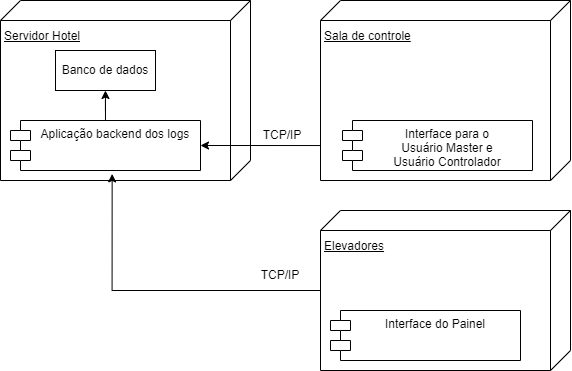 Servidor Hotel
Banco de dados
Aplicação backend dos logs
TCP/IP
Sala de controle
Interface para o
Usuário Master e
Usuário Controlador
TCP/IP
Elevadores
Interface do Painel